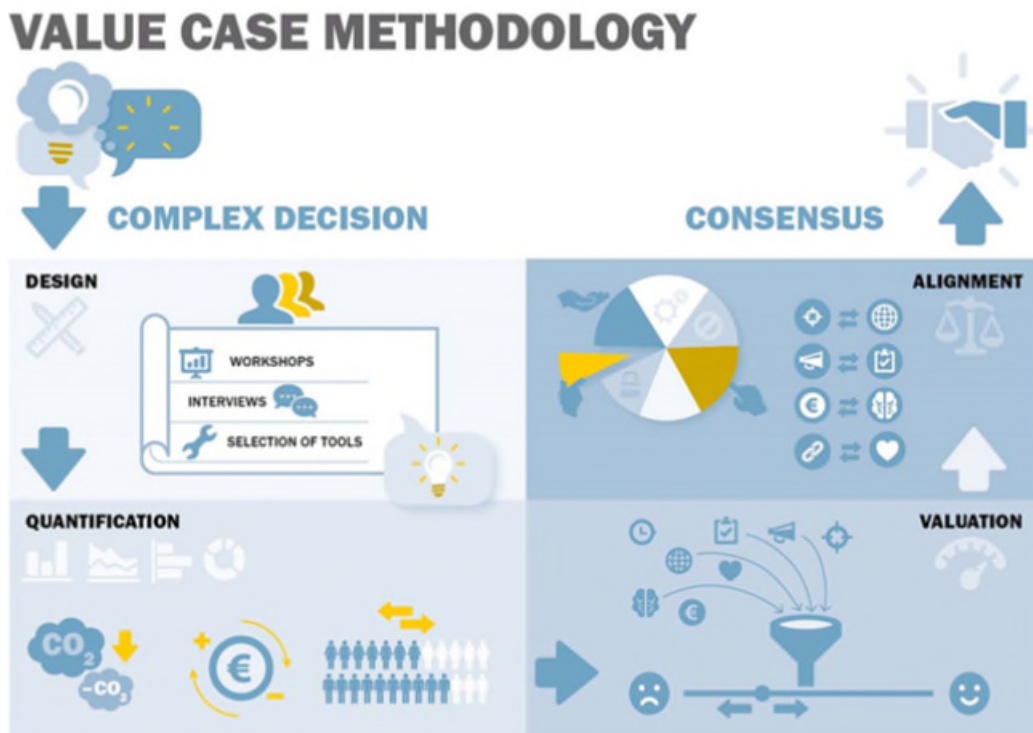 VALUE CASE METHODOLOGY
COMPLEX DECISION
CONSENSUS
DESIGN
WORKSHOPS
INTERVIEWS
SELECTION OF TOOLS
ALIGNMENT
QUANTIFICATION
CO₂
-CO₂
€
VALUATION
€
€